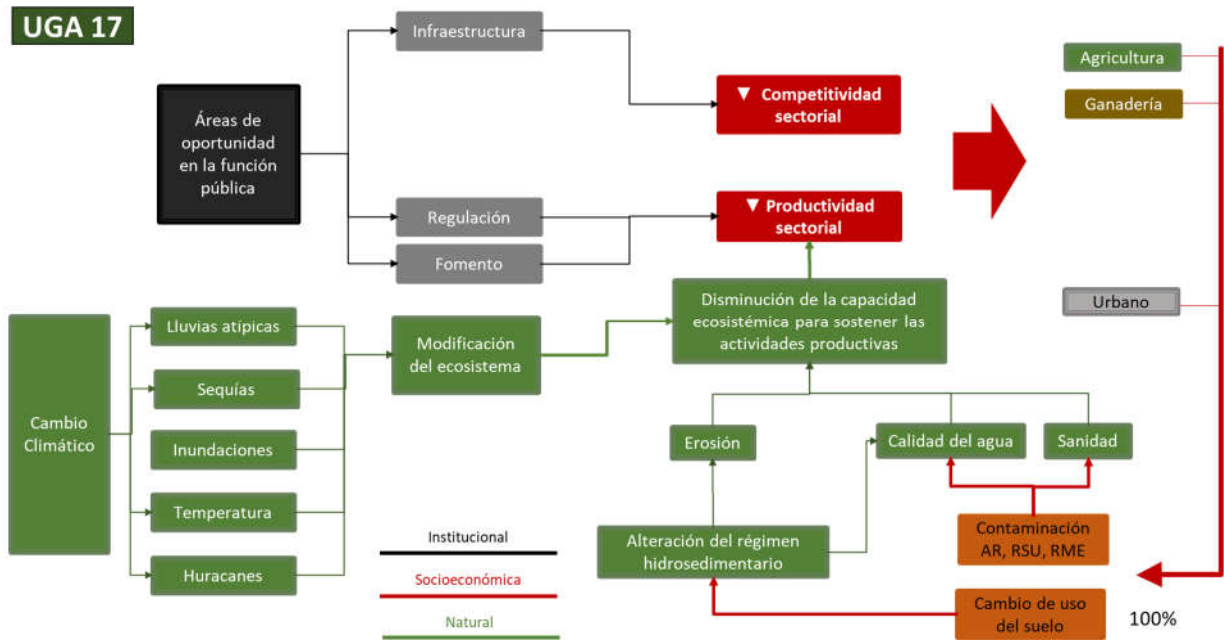 UGA 17
Infraestructura
Áreas de
oportunidad
en la función
pública
▼ Competitividad
sectorial
Agricultura
Ganadería
Regulación
Fomento
▼ Productividad
sectorial
Urbano
Cambio
Climático
Lluvias atípicas
Sequías
Inundaciones
Temperatura
Huracanes
Modificación
del ecosistema
Disminución de la capacidad
ecosistémica para sostener las
actividades productivas
Erosión
Calidad del agua
Sanidad
Alteración del régimen
hidrosedimentario
Contaminación
AR, RSU, RME
Cambio de uso
del suelo
100%
Institucional
Socioeconómica
Natural